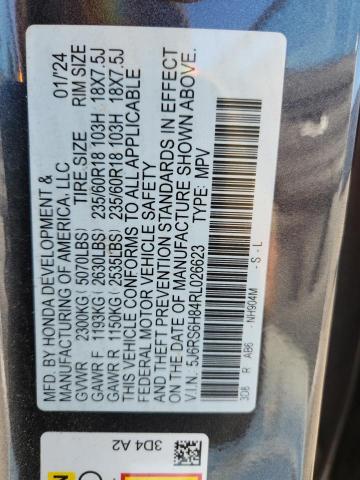 MFD BY HONDA DEVELOPMENT & 01/'24
MANUFACTURING OF AMERICA, LLC
TIRE SIZE RIM SIZE
GVWR 2300KG ( 5070LBS)
GAWR F 1193KG ( 2630LBS) 235/60R18 103H 18X7.5J
GAWR R 1150KG ( 2535LBS) 235/60R18 103H 18X7.5J
THIS VEHICLE CONFORMS TO ALL APPLICABLE
FEDERAL MOTOR VEHICLE SAFETY
AND THEFT PREVENTION STANDARDS IN EFFECT
ON THE DATE OF MANUFACTURE SHOWN ABOVE.
V.I.N: 5J6RS6H84RL026623 TYPE: MPV
3D8 R AB6 - NH904M - S - L
3D4 A2